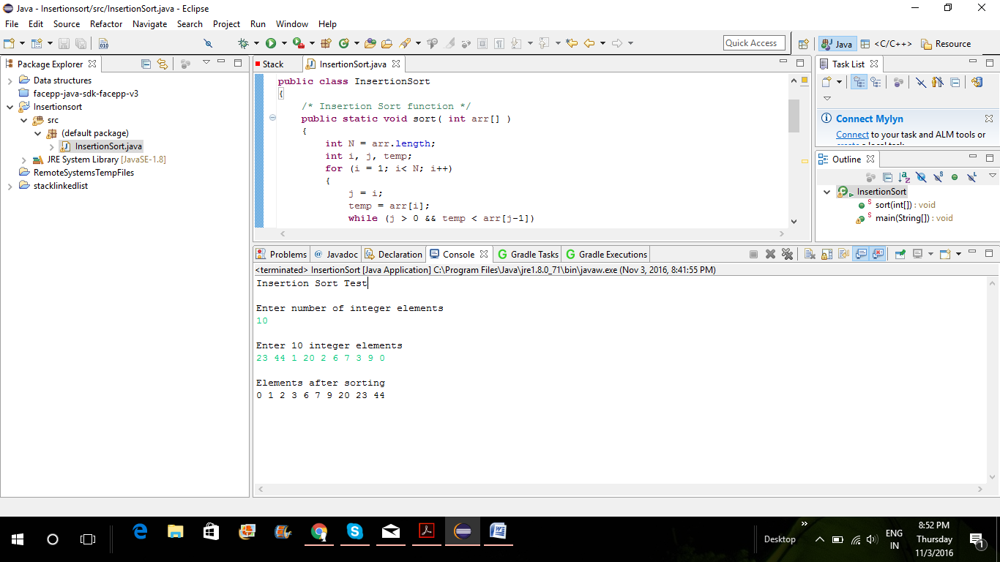 Java - Insertionsort/src/InsertionSort.java - Eclipse
File Edit Source Refactor Navigate Search Project Run Window Help
Quick Access Java <C/C++> Resource
Package Explorer
Data structures
facepp-java-sdk-facepp-v3
Insertionsort
src
(default package)
InsertionSort.java
JRE System Library [JavaSE-1.8]
RemoteSystemsTempFiles
stacklinkedlist
Stack InsertionSort.java
public class InsertionSort
{
/* Insertion Sort function */
public static void sort( int arr[] )
{
int N = arr.length;
int i, j, temp;
for (i = 1; i< N; i++)
{
j = i;
temp = arr[i];
while (j > 0 && temp < arr[j-1])
Task List
Connect Mylyn
Connect to your task and ALM tools or
create a local task.
Outline
InsertionSort
sort(int[]) : void
main(String[]) : void
Problems @ Javadoc Declaration Console Gradle Tasks Gradle Executions
<terminated> InsertionSort [Java Application] C:\Program Files\Java\jre1.8.0_71\bin\javaw.exe (Nov 3, 2016, 8:41:55 PM)
Insertion Sort Test
Enter number of integer elements
10
Enter 10 integer elements
23 44 1 20 2 6 7 3 9 0
Elements after sorting
0 1 2 3 6 7 9 20 23 44
Desktop
ENG
IN
8:52 PM
Thursday
11/3/2016
1